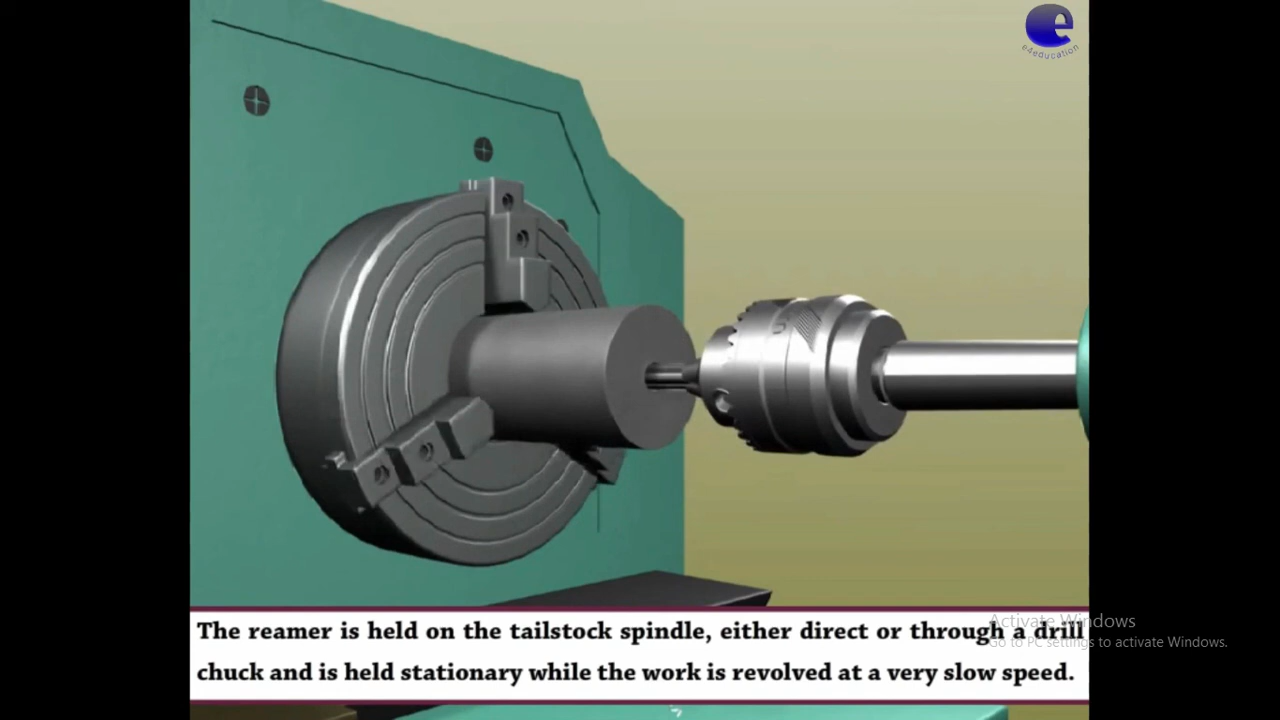 e
e4education
The reamer is held on the tailstock spindle, either direct or through a drill
chuck and is held stationary while the work is revolved at a very slow speed.
Activate Windows
Go to PC settings to activate Windows.